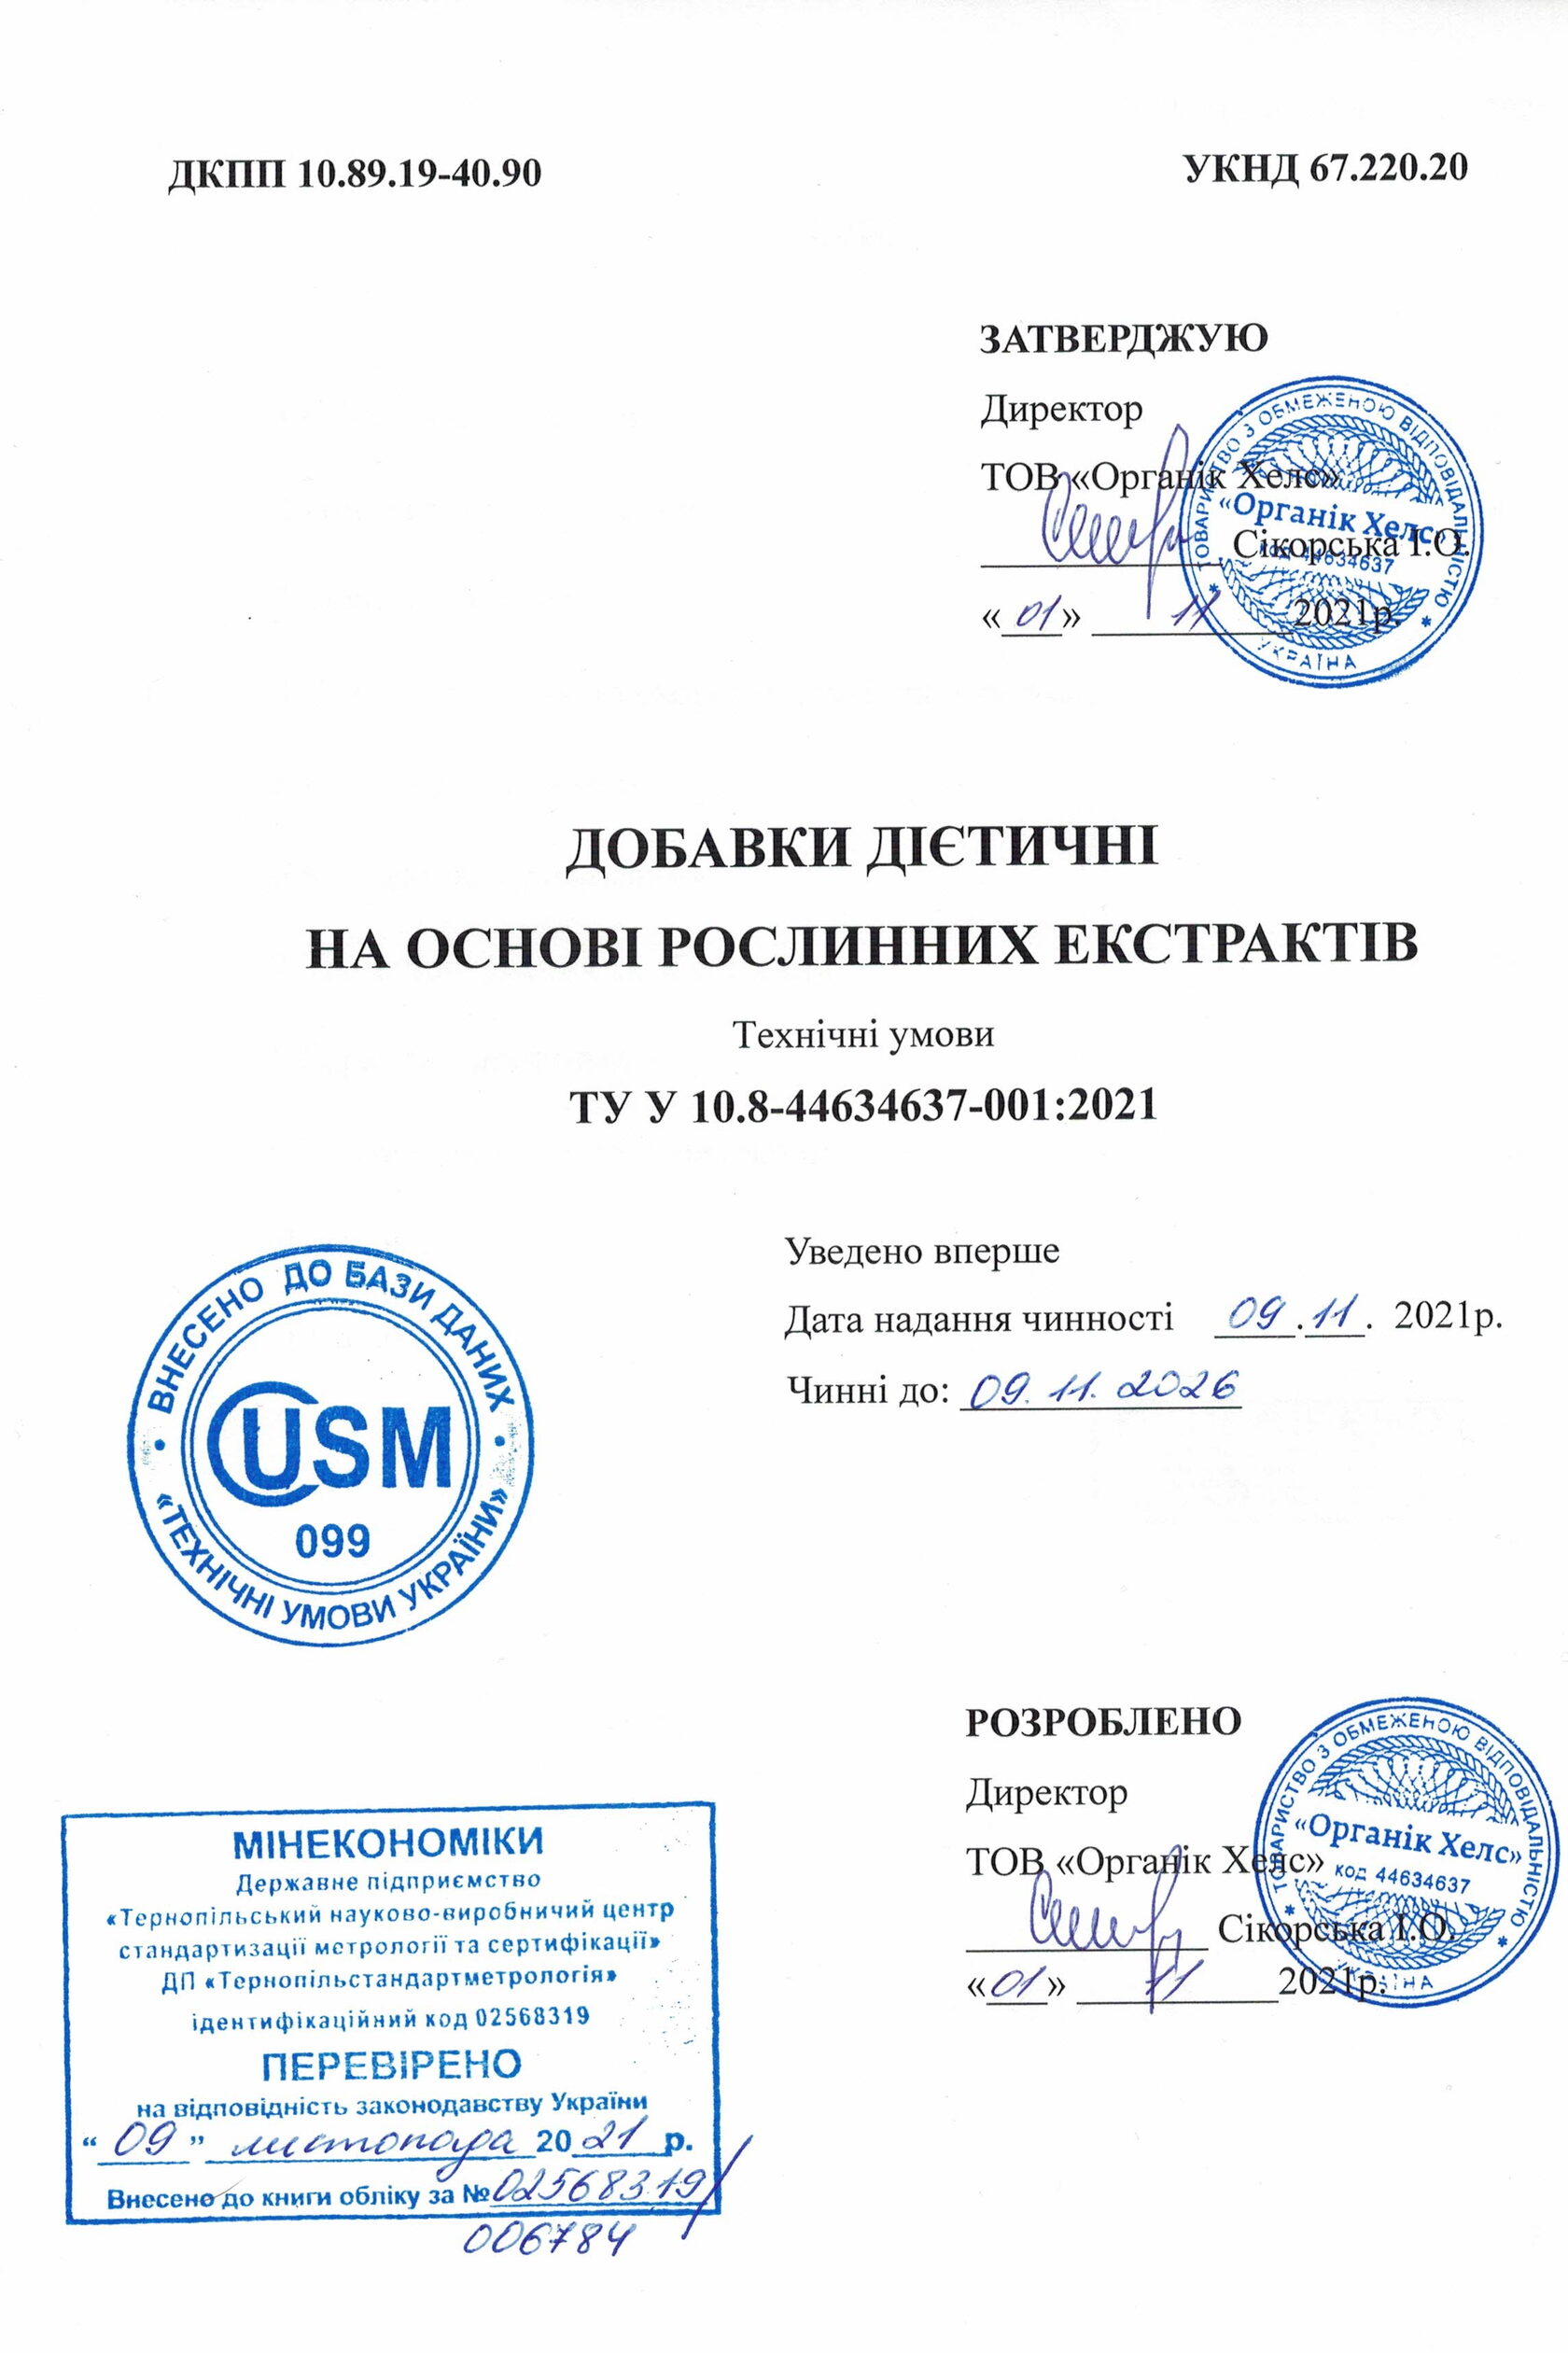 ДКПП 10.89.19-40.90
УКНД 67.220.20
ЗАТВЕРДЖУЮ
Директор
ТОВ «Органік Хелс»
Сікорська І.О.
«01» 11 2021р.
ТОВАРИСТВО З ОБМЕЖЕНОЮ ВІДПОВІДАЛЬНІСТЮ
«Органік Хелс»
код 44634637
УКРАЇНА
ДОБАВКИ ДІЄТИЧНІ
НА ОСНОВІ РОСЛИННИХ ЕКСТРАКТІВ
Технічні умови
ТУ У 10.8-44634637-001:2021
Уведено вперше
Дата надання чинності 09.11. 2021р.
Чинні до: 09.11.2026
ВНЕСЕНО ДО БАЗИ ДАНИХ
USM
099
«ТЕХНІЧНІ УМОВИ УКРАЇНИ»
РОЗРОБЛЕНО
Директор
ТОВ «Органік Хелс»
Сікорська І.О.
«01» 11 2021р.
ТОВАРИСТВО З ОБМЕЖЕНОЮ ВІДПОВІДАЛЬНІСТЮ
«Органік Хелс»
код 44634637
УКРАЇНА
МІНЕКОНОМІКИ
Державне підприємство
«Тернопільський науково-виробничий центр
стандартизації метрології та сертифікації»
ДП «Тернопільстандартметрологія»
ідентифікаційний код 02568319
ПЕРЕВІРЕНО
на відповідність законодавству України
“09” листопада 2021 р.
Внесено до книги обліку за №02568319/
006784